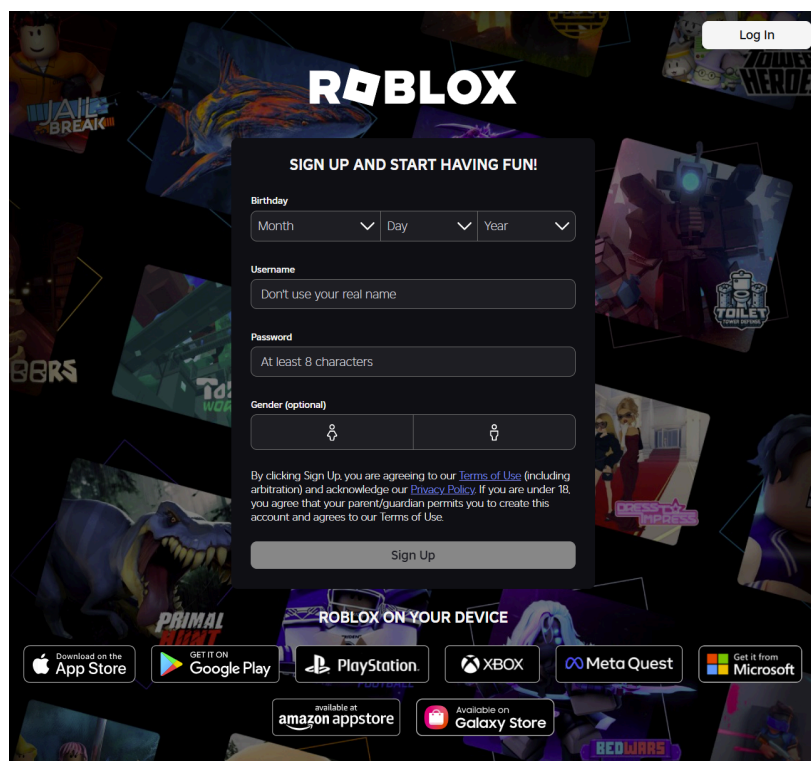 Log In
TOWER
HEROES
JAIL
BREAK
ROBLOX
SIGN UP AND START HAVING FUN!
Birthday
Month Day Year
Username
Don't use your real name
TOILET
TOWER DEFENSE
Password
At least 8 characters
Gender (optional)
By clicking Sign Up, you are agreeing to our Terms of Use (including
arbitration) and acknowledge our Privacy Policy. If you are under 18,
you agree that your parent/guardian permits you to create this
account and agrees to our Terms of Use.
DRESS TO
IMPRESS
Sign Up
PRIMAL
HUNT
ROBLOX ON YOUR DEVICE
Download on the
App Store
GET IT ON
Google Play
PlayStation.
XBOX
Meta Quest
Get it from
Microsoft
FOOTBALL
available at
amazon appstore
Available on
Galaxy Store
BEDWARS